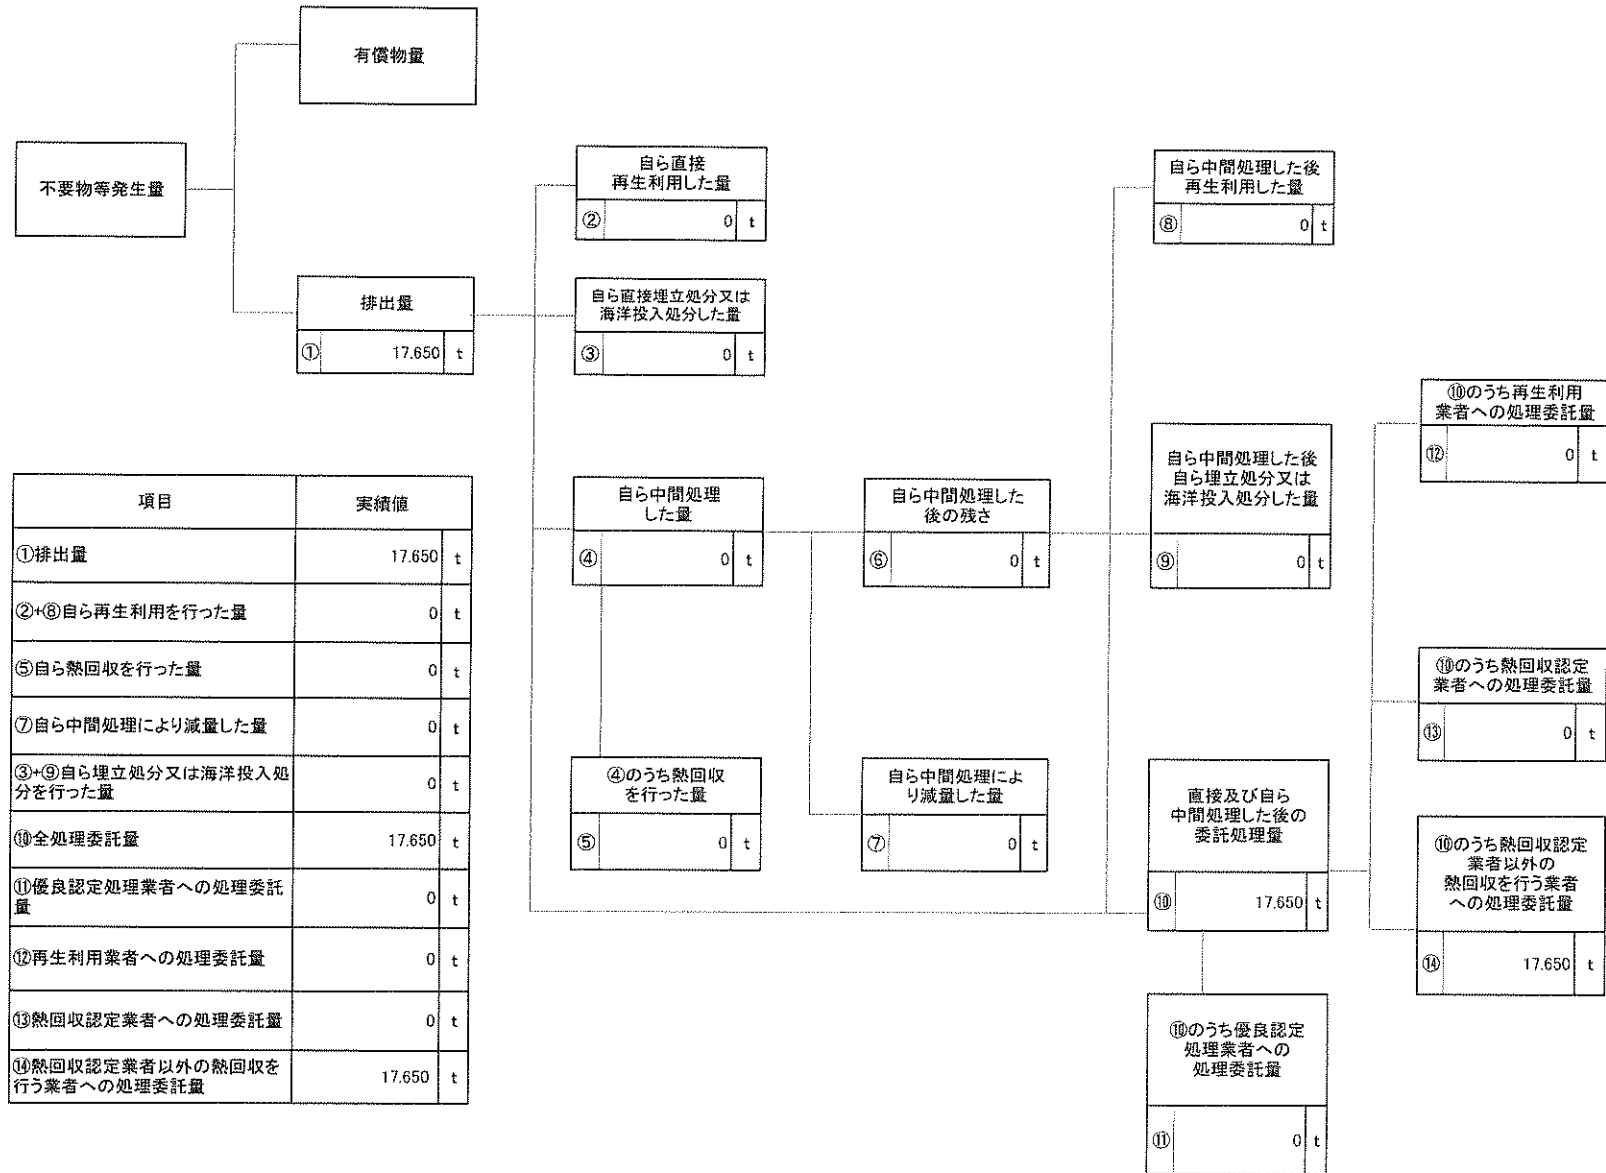 有償物量
不要物等発生量
排出量
① 17.650 t
自ら直接
再生利用した量
② 0 t
自ら直接埋立処分又は
海洋投入処分した量
③ 0 t
自ら中間処理
した量
④ 0 t
④のうち熱回収
を行った量
⑤ 0 t
自ら中間処理した
後の残さ
⑥ 0 t
自ら中間処理によ
り減量した量
⑦ 0 t
自ら中間処理した後
再生利用した量
⑧ 0 t
自ら中間処理した後
自ら埋立処分又は
海洋投入処分した量
⑨ 0 t
直接及び自ら
中間処理した後の
委託処理量
⑩ 17.650 t
⑩のうち優良認定
処理業者への
処理委託量
⑪ 0 t
⑩のうち再生利用
業者への処理委託量
⑫ 0 t
⑩のうち熱回収認定
業者への処理委託量
⑬ 0 t
⑩のうち熱回収認定
業者以外の
熱回収を行う業者
への処理委託量
⑭ 17.650 t
項目 実績値
①排出量 17.650 t
②+⑧自ら再生利用を行った量 0 t
⑤自ら熱回収を行った量 0 t
⑦自ら中間処理により減量した量 0 t
③+⑨自ら埋立処分又は海洋投入処
分を行った量 0 t
⑩全処理委託量 17.650 t
⑪優良認定処理業者への処理委託
量 0 t
⑫再生利用業者への処理委託量 0 t
⑬熱回収認定業者への処理委託量 0 t
⑭熱回収認定業者以外の熱回収を
行う業者への処理委託量 17.650 t